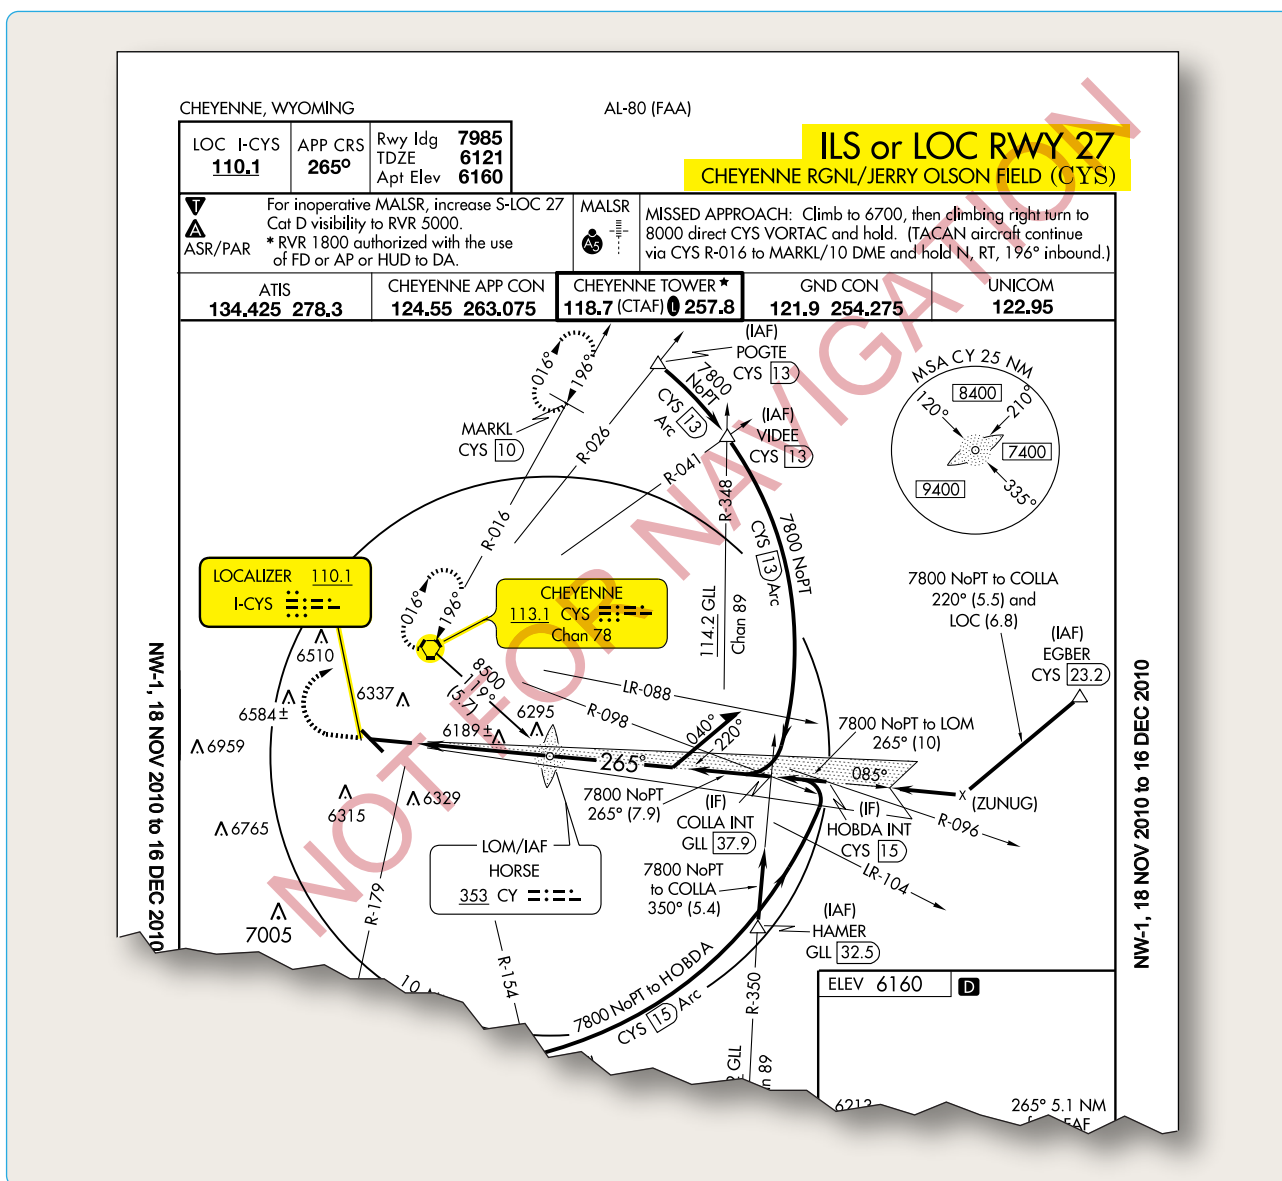 CHEYENNE, WYOMING
AL-80 (FAA)
LOC I-CYS
110.1
APP CRS
265°
Rwy ldg 7985
TDZE 6121
Apt Elev 6160
ILS or LOC RWY 27
CHEYENNE RGNL/JERRY OLSON FIELD (CYS)
T
A
ASR/PAR
For inoperative MALSR, increase S-LOC 27
Cat D visibility to RVR 5000.
* RVR 1800 authorized with the use
of FD or AP or HUD to DA.
MALSR
A5
MISSED APPROACH: Climb to 6700, then climbing right turn to
8000 direct CYS VORTAC and hold. (TACAN aircraft continue
via CYS R-016 to MARKL/10 DME and hold N, RT, 196° inbound.)
ATIS
134.425 278.3
CHEYENNE APP CON
124.55 263.075
CHEYENNE TOWER ★
118.7 (CTAF) L 257.8
GND CON
121.9 254.275
UNICOM
122.95
NOT FOR NAVIGATION
016°
196°
MARKL
CYS 10
R-016
R-026
R-041
(IAF)
POGTE
CYS 13
7800
NoPT
CYS 13
Arc
(IAF)
VIDEE
CYS 13
R-348
7800 NoPT
CYS 13 Arc
114.2 GLL
Chan 89
MSA CY 25 NM
8400
120°
210°
7400
9400
335°
LOCALIZER 110.1
I-CYS
CHEYENNE
113.1 CYS
Chan 78
016°
196°
8500
119°
(5.7)
LR-088
R-098
6510
6584±
6337
6189±
6295
6959
6315
6329
6765
7005
040°
220°
265°
085°
7800 NoPT to COLLA
220° (5.5) and
LOC (6.8)
(IAF)
EGBER
CYS 23.2
7800 NoPT to LOM
265° (10)
(ZUNUG)
R-096
7800 NoPT
265° (7.9)
(IF)
COLLA INT
GLL 37.9
(IF)
HOBDA INT
CYS 15
LR-104
LOM/IAF
HORSE
353 CY
7800 NoPT
to COLLA
350° (5.4)
(IAF)
HAMER
GLL 32.5
R-179
R-154
R-350
10
7800 NoPT to HOBDA
CYS 15 Arc
GLL
89
ELEV 6160
D
6212
265° 5.1 NM
FAF
NW-1, 18 NOV 2010 to 16 DEC 2010
NW-1, 18 NOV 2010 to 16 DEC 2010